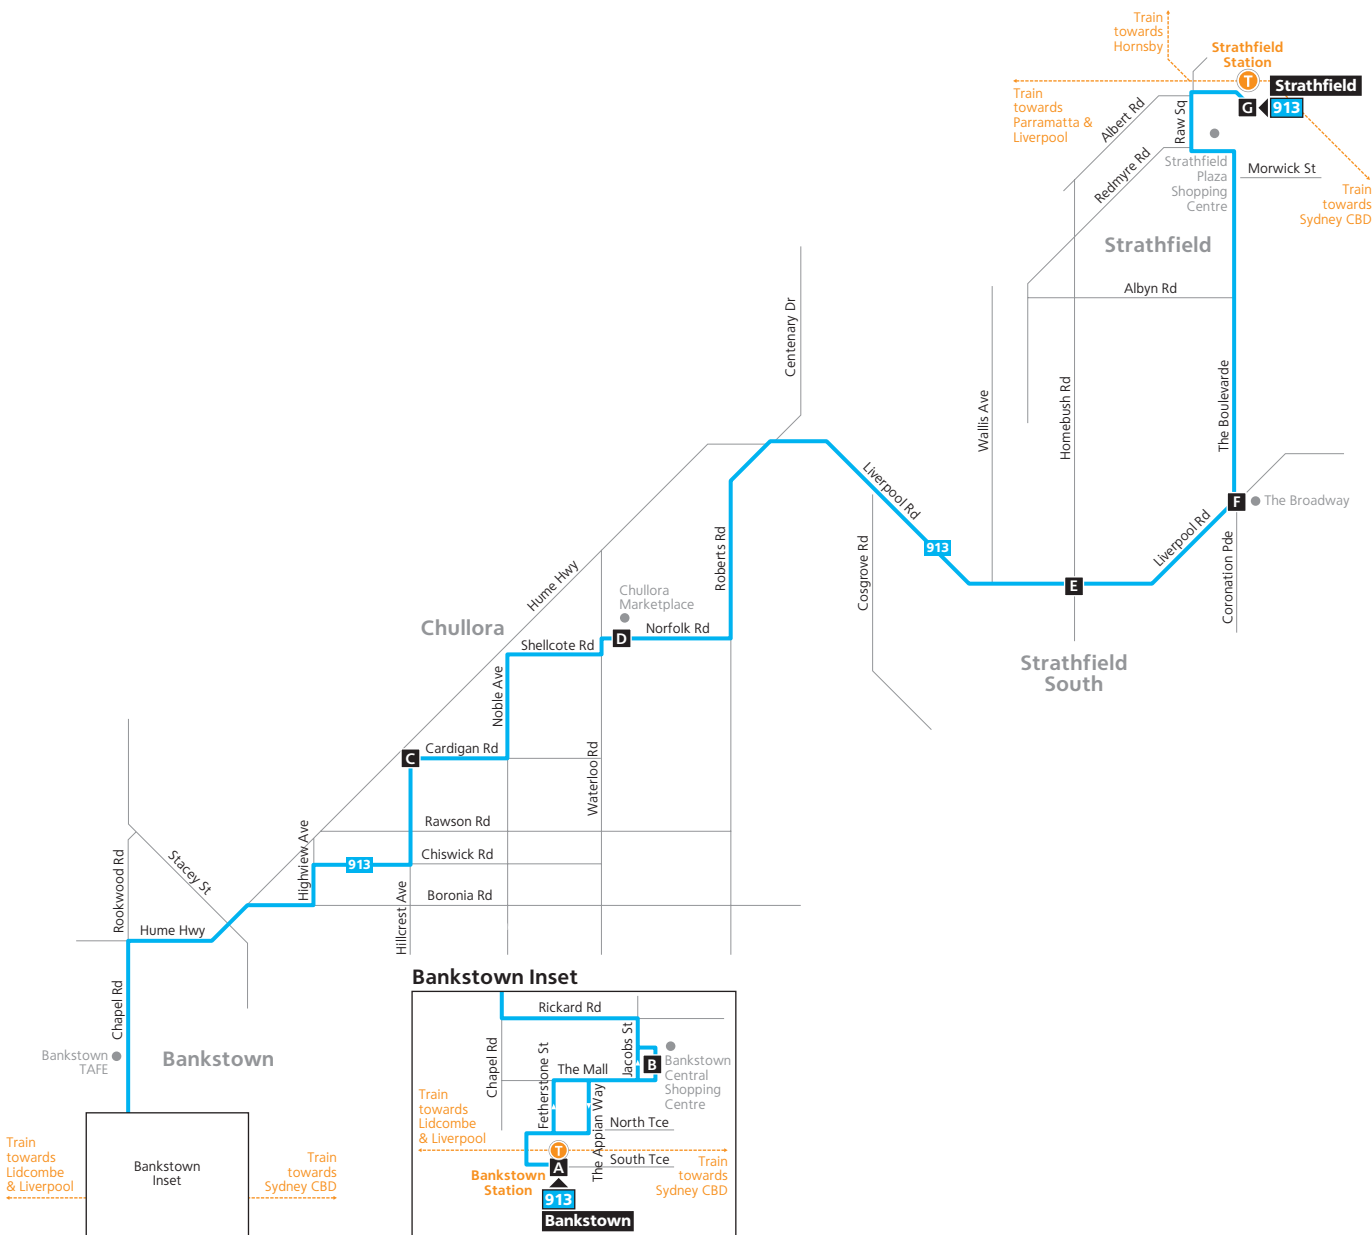 Train
towards
Hornsby
Strathfield
Station
T
Strathfield
G
913
Train
towards
Parramatta &
Liverpool
Albert Rd
Raw Sq
Redmyre Rd
Strathfield
Plaza
Shopping
Centre
Morwick St
Train
towards
Sydney CBD
Strathfield
Albyn Rd
Centenary Dr
Wallis Ave
Homebush Rd
The Boulevarde
Liverpool Rd
F
The Broadway
Liverpool Rd
Coronation Pde
913
Cosgrove Rd
E
Strathfield
South
Hume Hwy
Roberts Rd
Chullora
Marketplace
Chullora
D
Norfolk Rd
Shellcote Rd
Noble Ave
C
Cardigan Rd
Waterloo Rd
Rawson Rd
Highview Ave
913
Chiswick Rd
Boronia Rd
Hillcrest Ave
Stacey St
Rookwood Rd
Hume Hwy
Chapel Rd
Bankstown
TAFE
Bankstown
Train
towards
Lidcombe
& Liverpool
Bankstown
Inset
Train
towards
Sydney CBD
Bankstown Inset
Rickard Rd
Chapel Rd
Fetherstone St
The Mall
Jacobs St
B
Bankstown
Central
Shopping
Centre
Train
towards
Lidcombe
& Liverpool
The Appian Way
North Tce
T
A
South Tce
Bankstown
Station
Train
towards
Sydney CBD
913
Bankstown